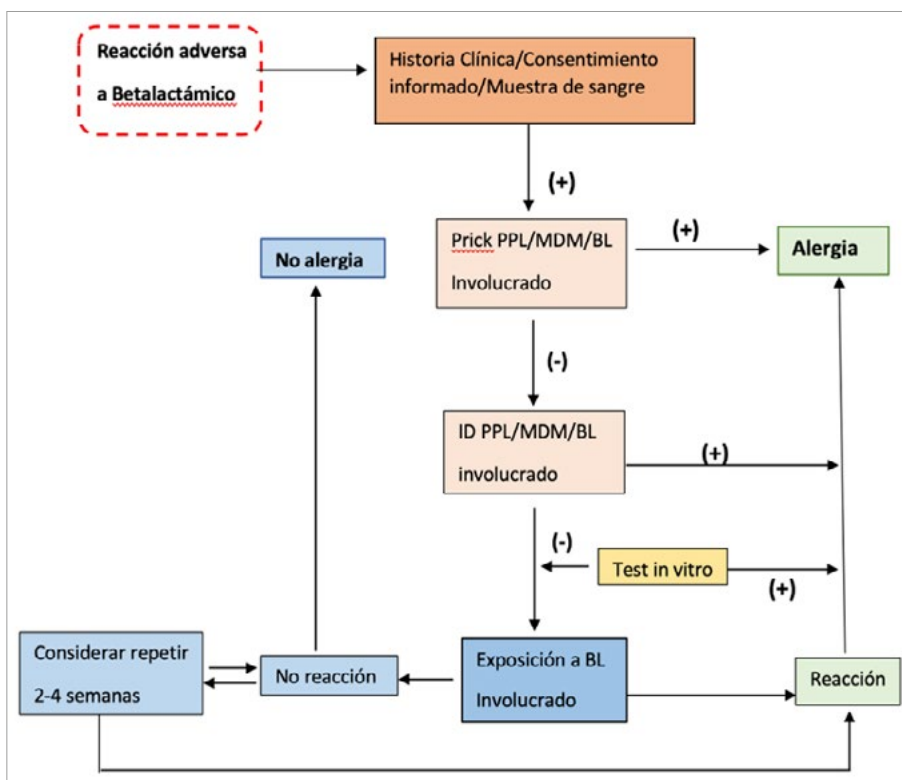 Reacción adversa
a Betalactámico
Historia Clínica/Consentimiento
informado/Muestra de sangre
(+)
Prick PPL/MDM/BL
Involucrado
(+)
Alergia
No alergia
(-)
ID PPL/MDM/BL
involucrado
(+)
(-)
Test in vitro
(+)
Considerar repetir
2-4 semanas
No reacción
Exposición a BL
Involucrado
Reacción